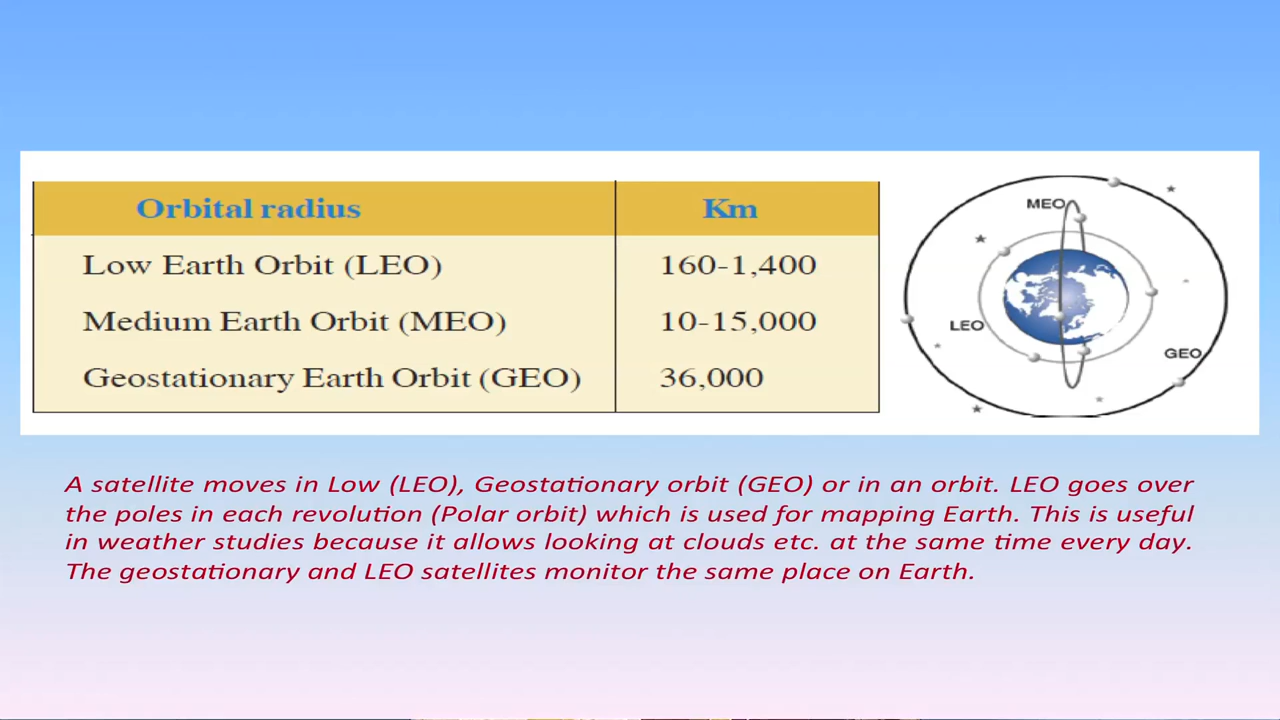 Orbital radius Km
Low Earth Orbit (LEO) 160-1,400
Medium Earth Orbit (MEO) 10-15,000
Geostationary Earth Orbit (GEO) 36,000
MEO
LEO
GEO
A satellite moves in Low (LEO), Geostationary orbit (GEO) or in an orbit. LEO goes over
the poles in each revolution (Polar orbit) which is used for mapping Earth. This is useful
in weather studies because it allows looking at clouds etc. at the same time every day.
The geostationary and LEO satellites monitor the same place on Earth.